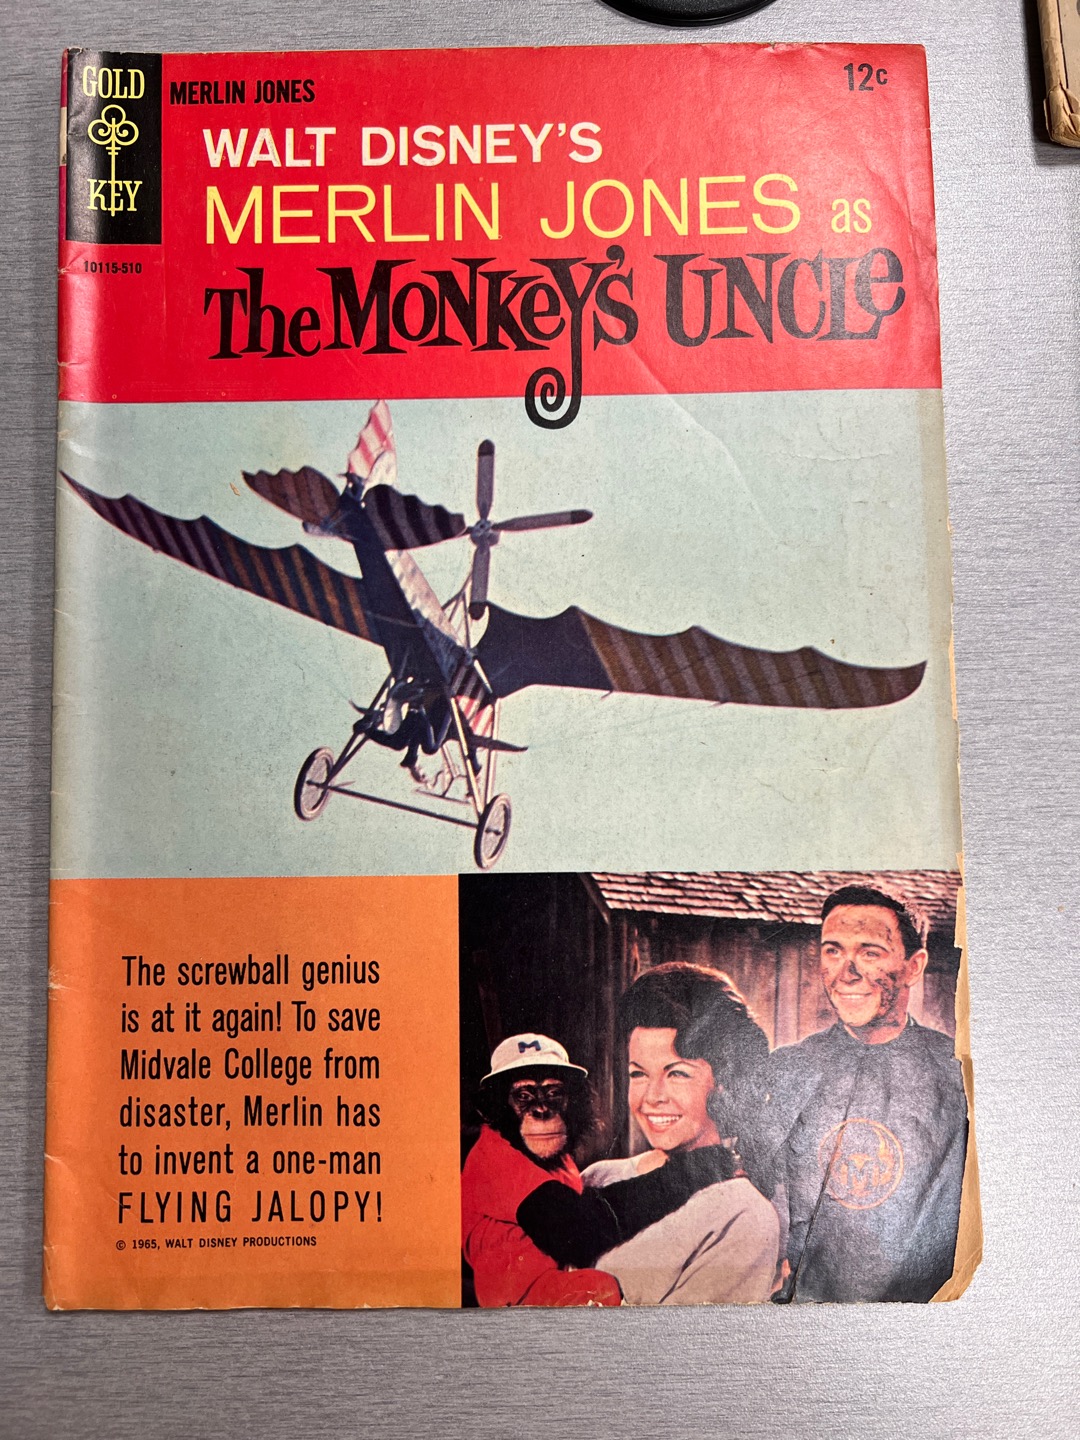 GOLD
KEY
MERLIN JONES
12c
WALT DISNEY'S
MERLIN JONES as
The MONKEY'S UNCLE
10115-510
The screwball genius
is at it again! To save
Midvale College from
disaster, Merlin has
to invent a one-man
FLYING JALOPY!
© 1965, WALT DISNEY PRODUCTIONS
M